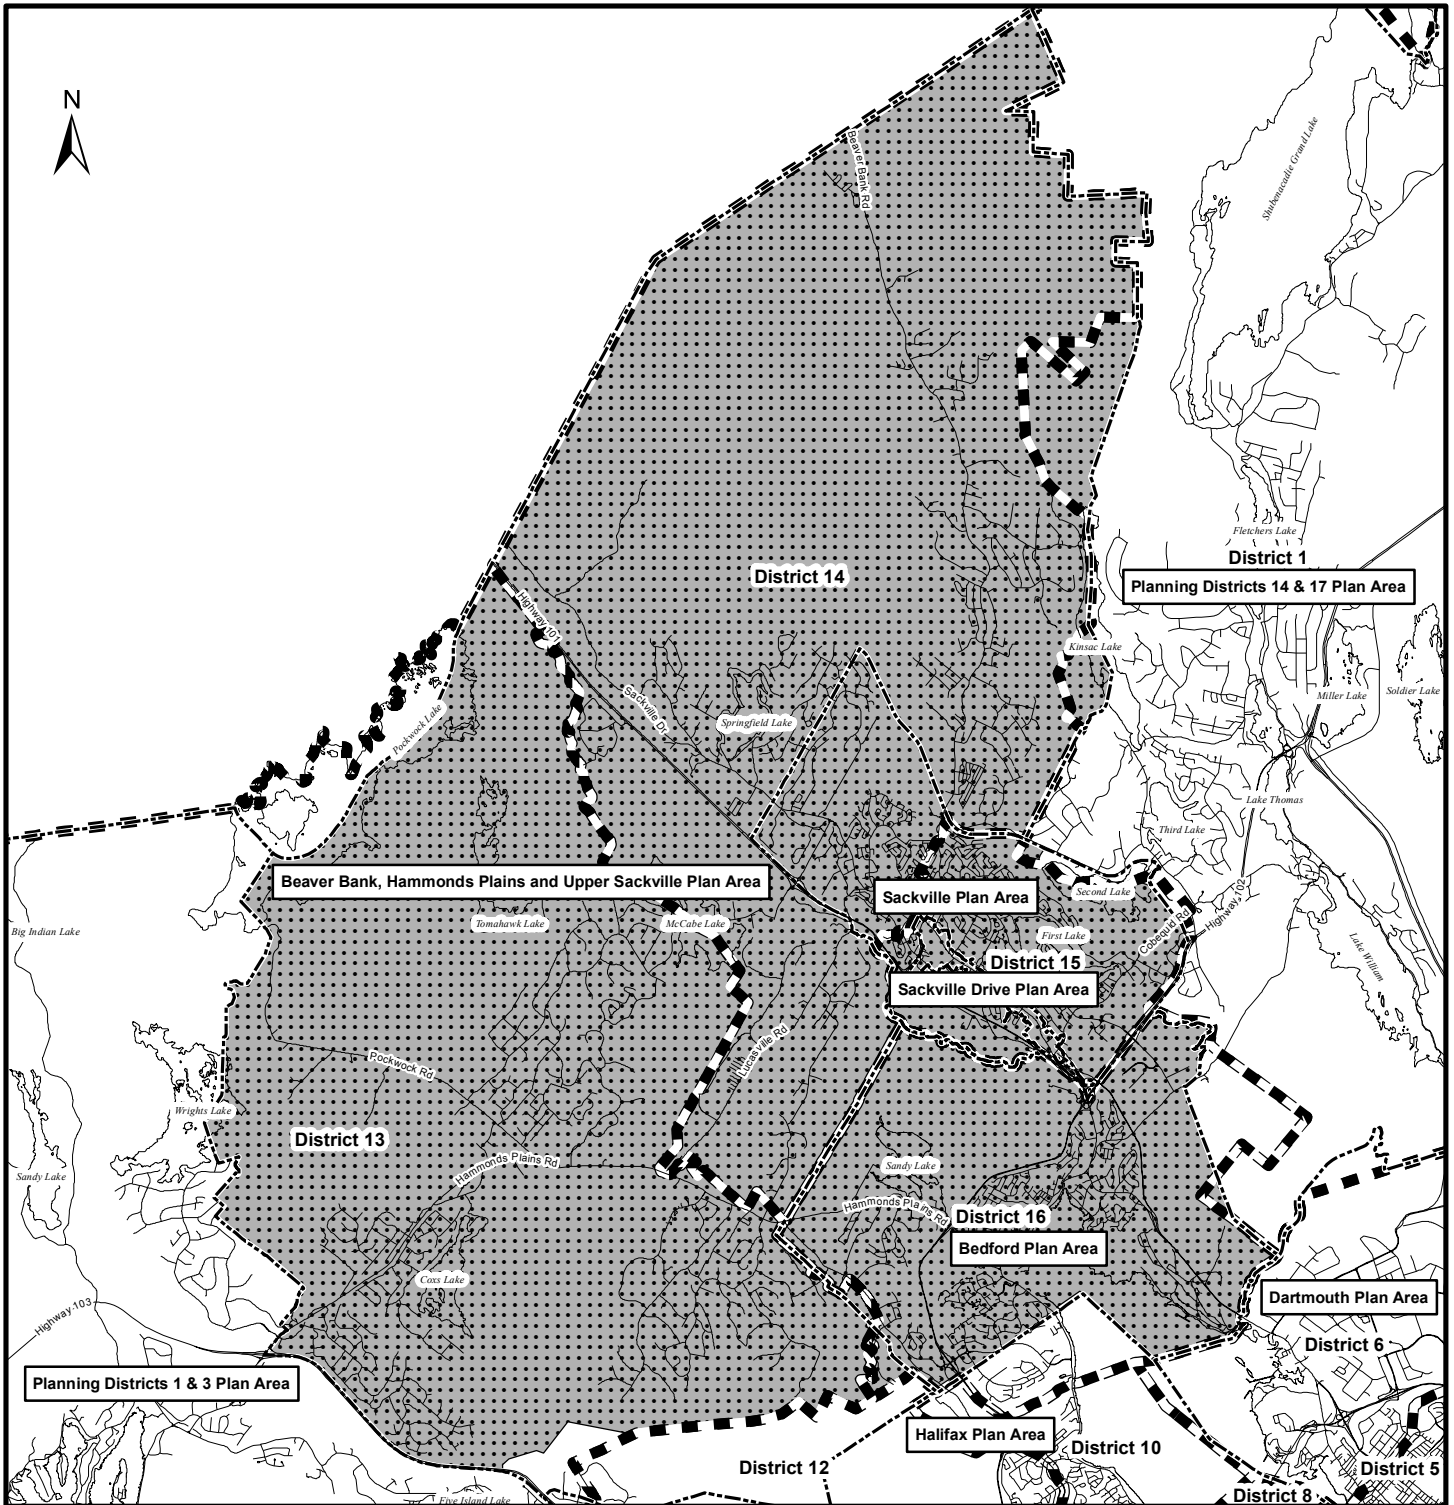 N
Beaver Bank Rd
Shubenacadie Grand Lake
Fletchers Lake
District 1
Planning Districts 14 & 17 Plan Area
District 14
Highway 101
Kinsac Lake
Sackville Dr
Springfield Lake
Miller Lake
Soldier Lake
Pockwock Lake
Lake Thomas
Third Lake
Beaver Bank, Hammonds Plains and Upper Sackville Plan Area
Sackville Plan Area
Second Lake
Highway 102
Cobequid Rd
Big Indian Lake
Tomahawk Lake
McCabe Lake
First Lake
Lake William
District 15
Sackville Drive Plan Area
Lucasville Rd
Pockwock Rd
Wrights Lake
District 13
Hammonds Plains Rd
Sandy Lake
Sandy Lake
Hammonds Plains Rd
District 16
Bedford Plan Area
Coxs Lake
Highway 103
Dartmouth Plan Area
District 6
Planning Districts 1 & 3 Plan Area
Halifax Plan Area
District 10
District 12
District 5
District 8
Five Island Lake